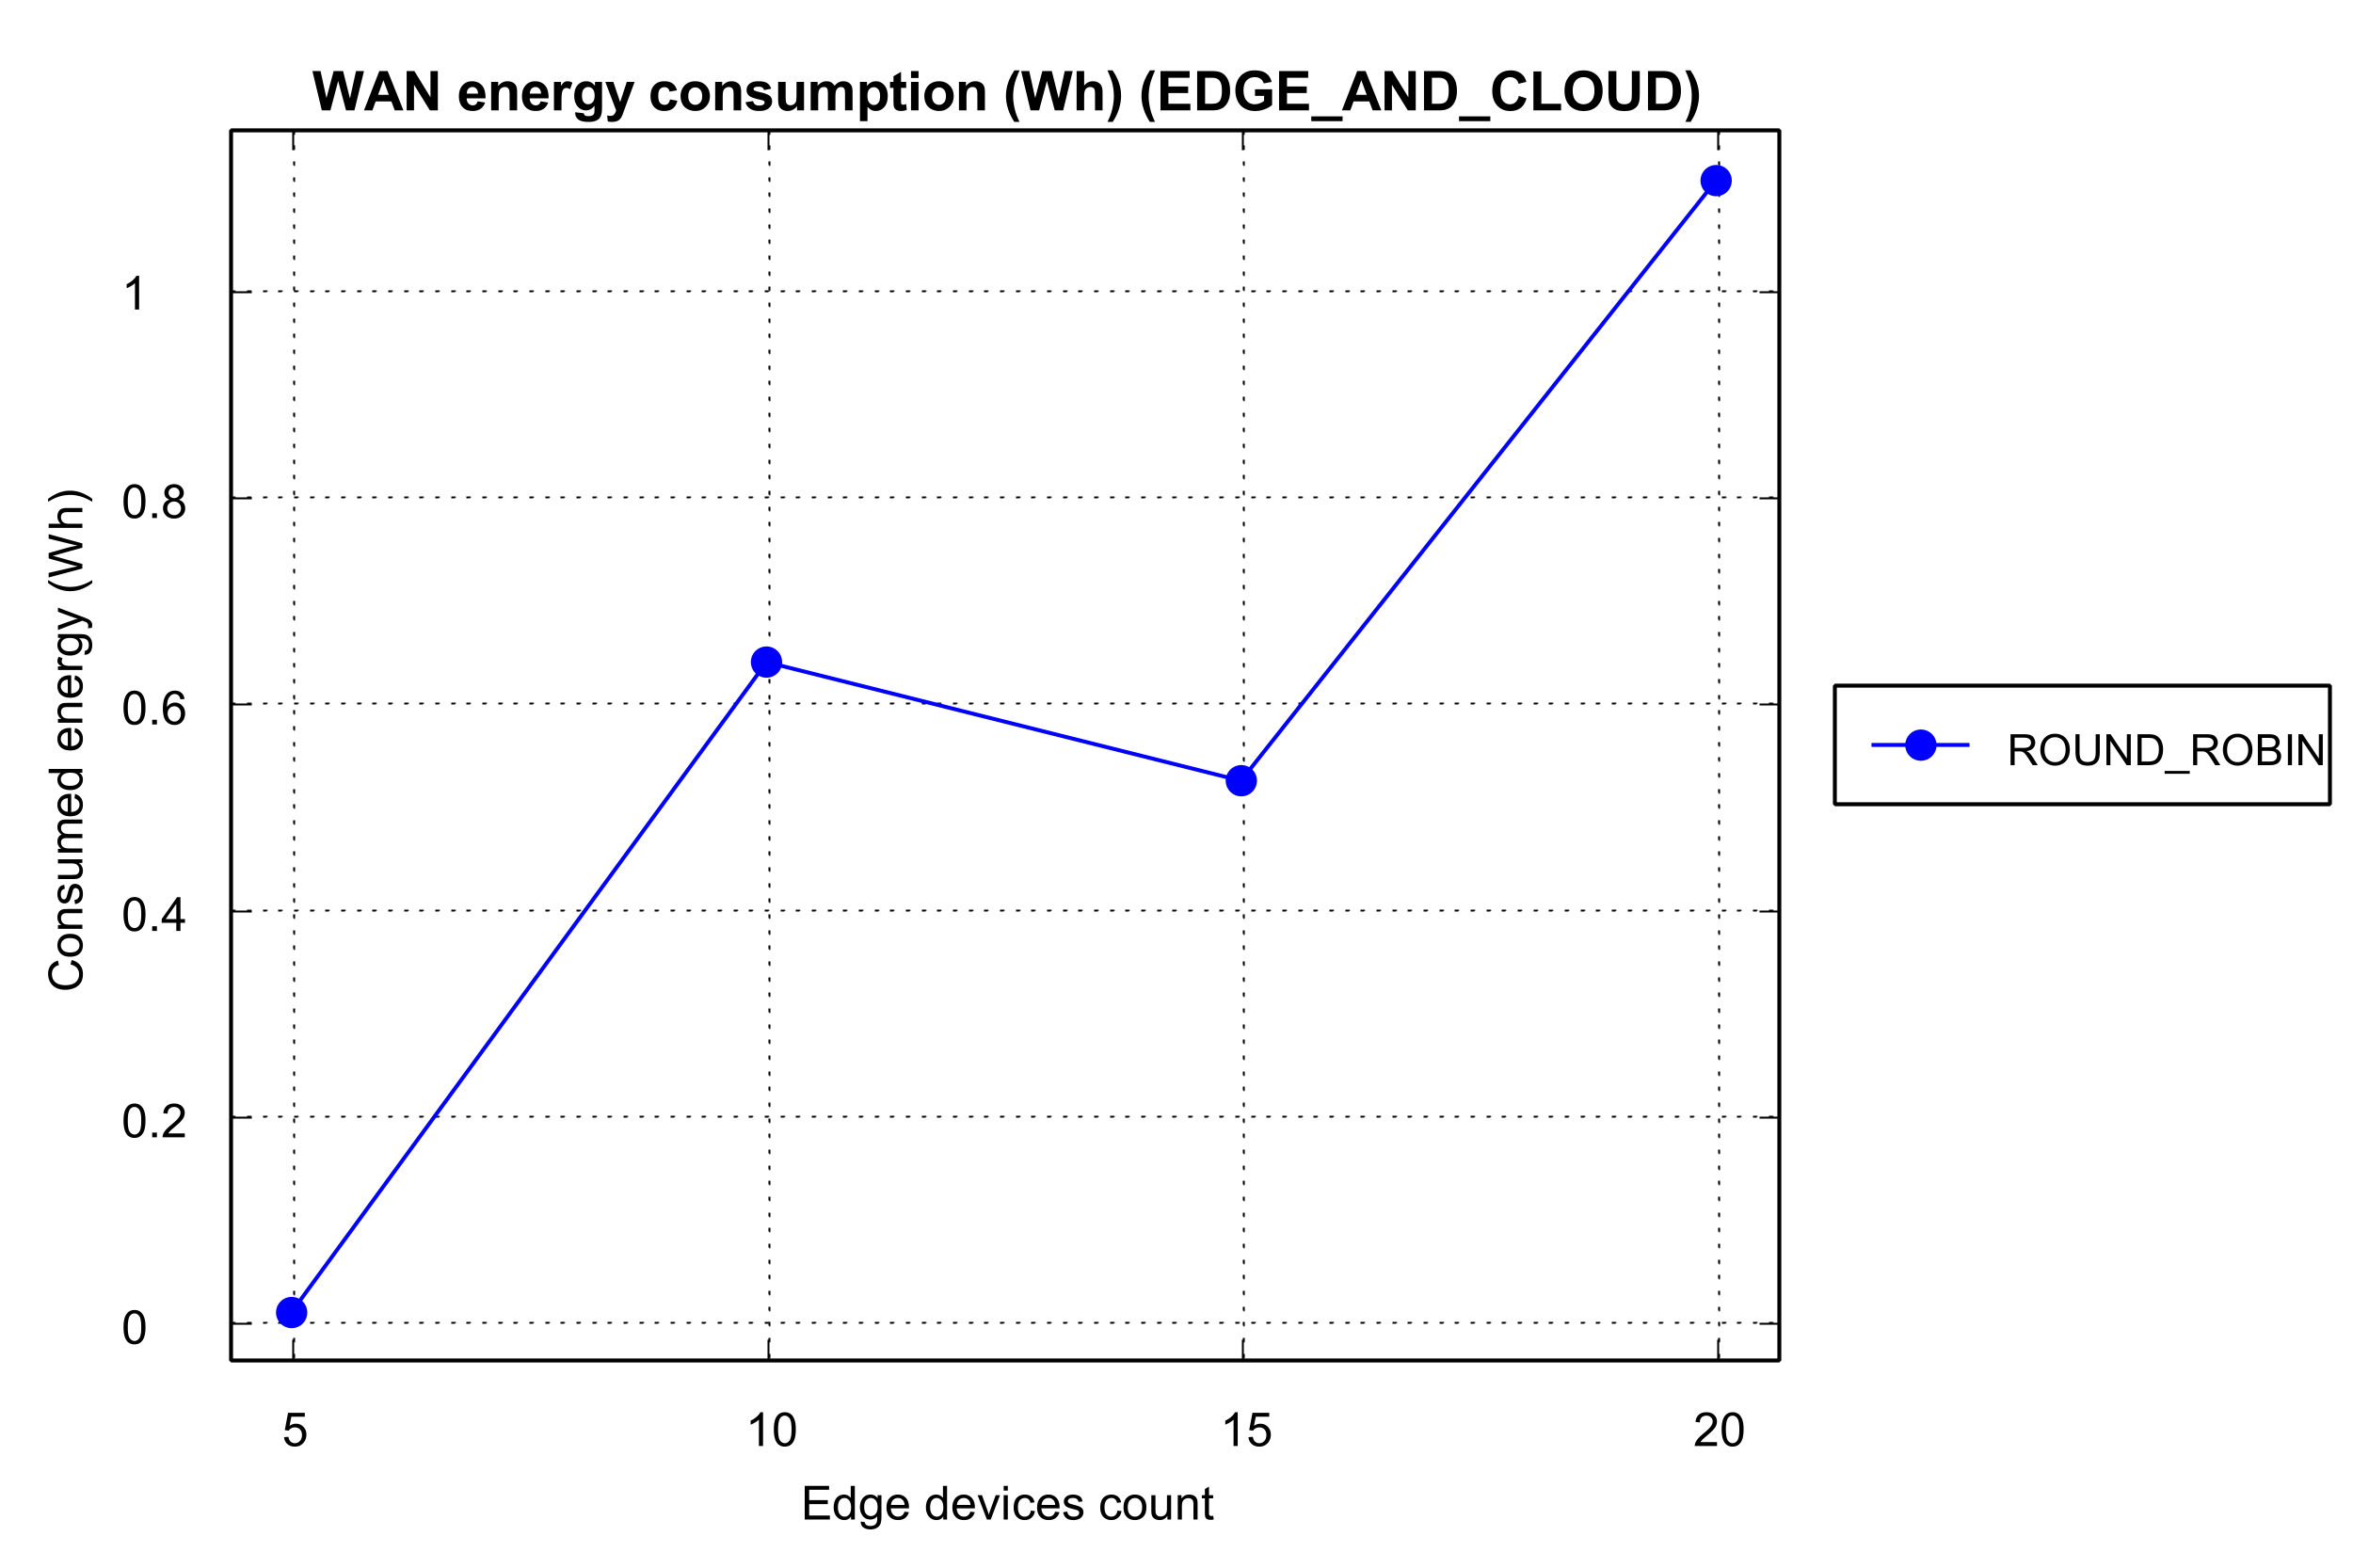 WAN energy consumption (Wh) (EDGE_AND_CLOUD)
Consumed energy (Wh)
1
0.8
0.6
0.4
0.2
0
5 10 15 20
Edge devices count
ROUND_ROBIN